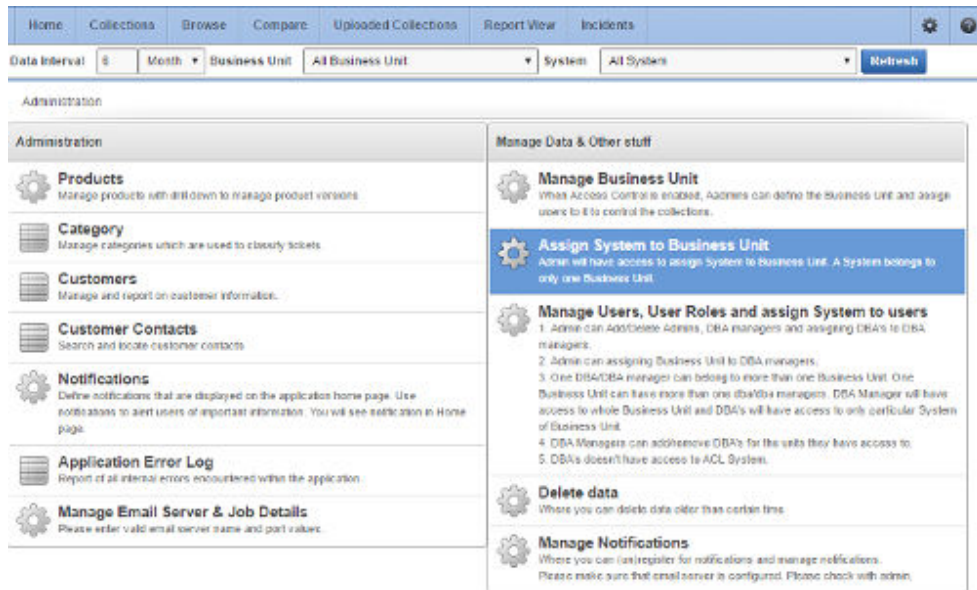 Home Collections Browse Compare Uploaded Collections Report View Incidents
Data Interval 6 Month Business Unit All Business Unit System All System Refresh
Administration
Administration
Products
Manage products with drill down to manage product versions
Category
Manage categories which are used to classify tickets
Customers
Manage and report on customer information.
Customer Contacts
Search and locate customer contacts
Notifications
Define notifications that are displayed on the application home page. Use
notifications to alert users of important information. You will see notification in Home
page.
Application Error Log
Report of all internal errors encountered within the application
Manage Email Server & Job Details
Please enter valid email server name and port values.
Manage Data & Other stuff
Manage Business Unit
When Access Control is enabled, Aadmins can define the Business Unit and assign
users to it to control the collections.
Assign System to Business Unit
Admin will have access to assign System to Business Unit. A System belongs to
only one Business Unit
Manage Users, User Roles and assign System to users
1. Admin can Add/Delete Admins, DBA managers and assigning DBA's to DBA
managers.
2. Admin can assigning Business Unit to DBA managers.
3. One DBA/DBA manager can belong to more than one Business Unit. One
Business Unit can have more than one dba/dba managers. DBA Manager will have
access to whole Business Unit and DBA's will have access to only particular System
of Business Unit
4. DBA Managers can add/remove DBA's for the units they have access to.
5. DBA's doesn't have access to ACL System.
Delete data
Where you can delete data older than certain time
Manage Notifications
Where you can (un)register for notifications and manage notifications.
Please make sure that email server is configured. Please check with admin.